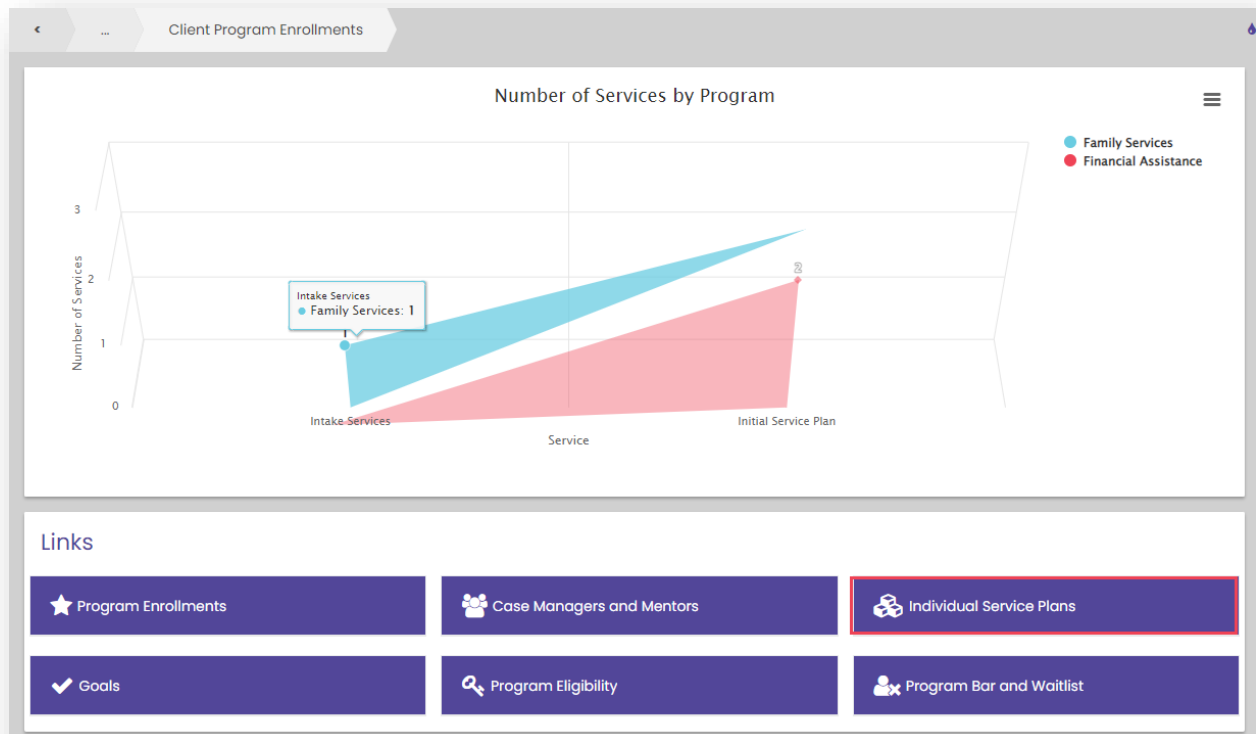 ...
Client Program Enrollments
Number of Services by Program
Family Services
Financial Assistance
3
2
1
0
Number of Services
Intake Services
Family Services: 1
1
2
Intake Services
Initial Service Plan
Service
Links
Program Enrollments
Case Managers and Mentors
Individual Service Plans
Goals
Program Eligibility
Program Bar and Waitlist